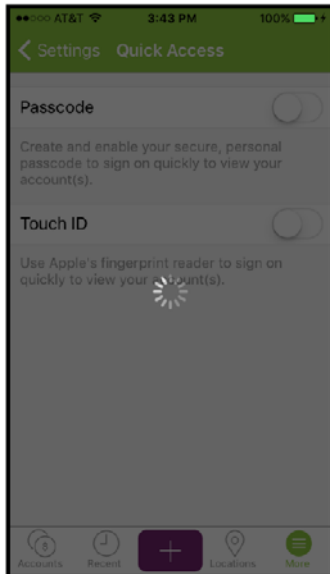 AT&T 3:43 PM 100%
Settings Quick Access
Passcode
Create and enable your secure, personal
passcode to sign on quickly to view your
account(s).
Touch ID
Use Apple's fingerprint reader to sign on
quickly to view your account(s).
Accounts Recent Locations More